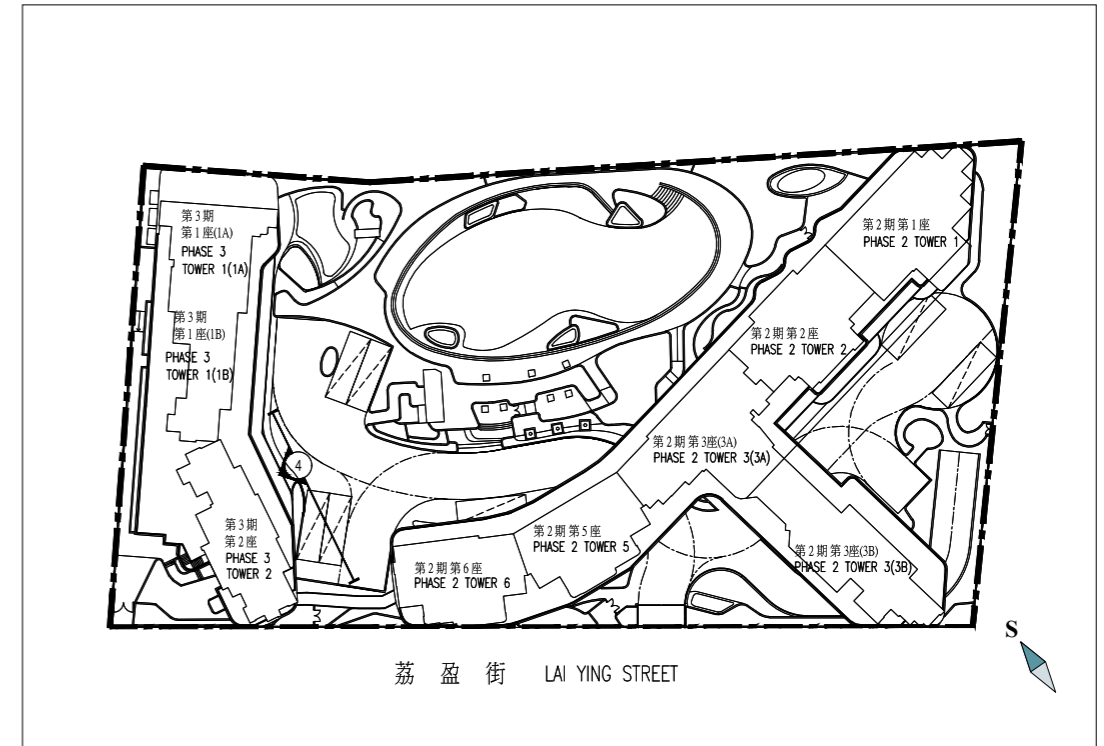 第3期
第1座(1A)
PHASE 3
TOWER 1(1A)
第3期
第1座(1B)
PHASE 3
TOWER 1(1B)
第3期
第2座
PHASE 3
TOWER 2
4
第2期第1座
PHASE 2 TOWER 1
第2期第2座
PHASE 2 TOWER 2
第2期第3座(3A)
PHASE 2 TOWER 3(3A)
第2期第5座
PHASE 2 TOWER 5
第2期第3座(3B)
PHASE 2 TOWER 3(3B)
第2期第6座
PHASE 2 TOWER 6
S
荔盈街 LAI YING STREET